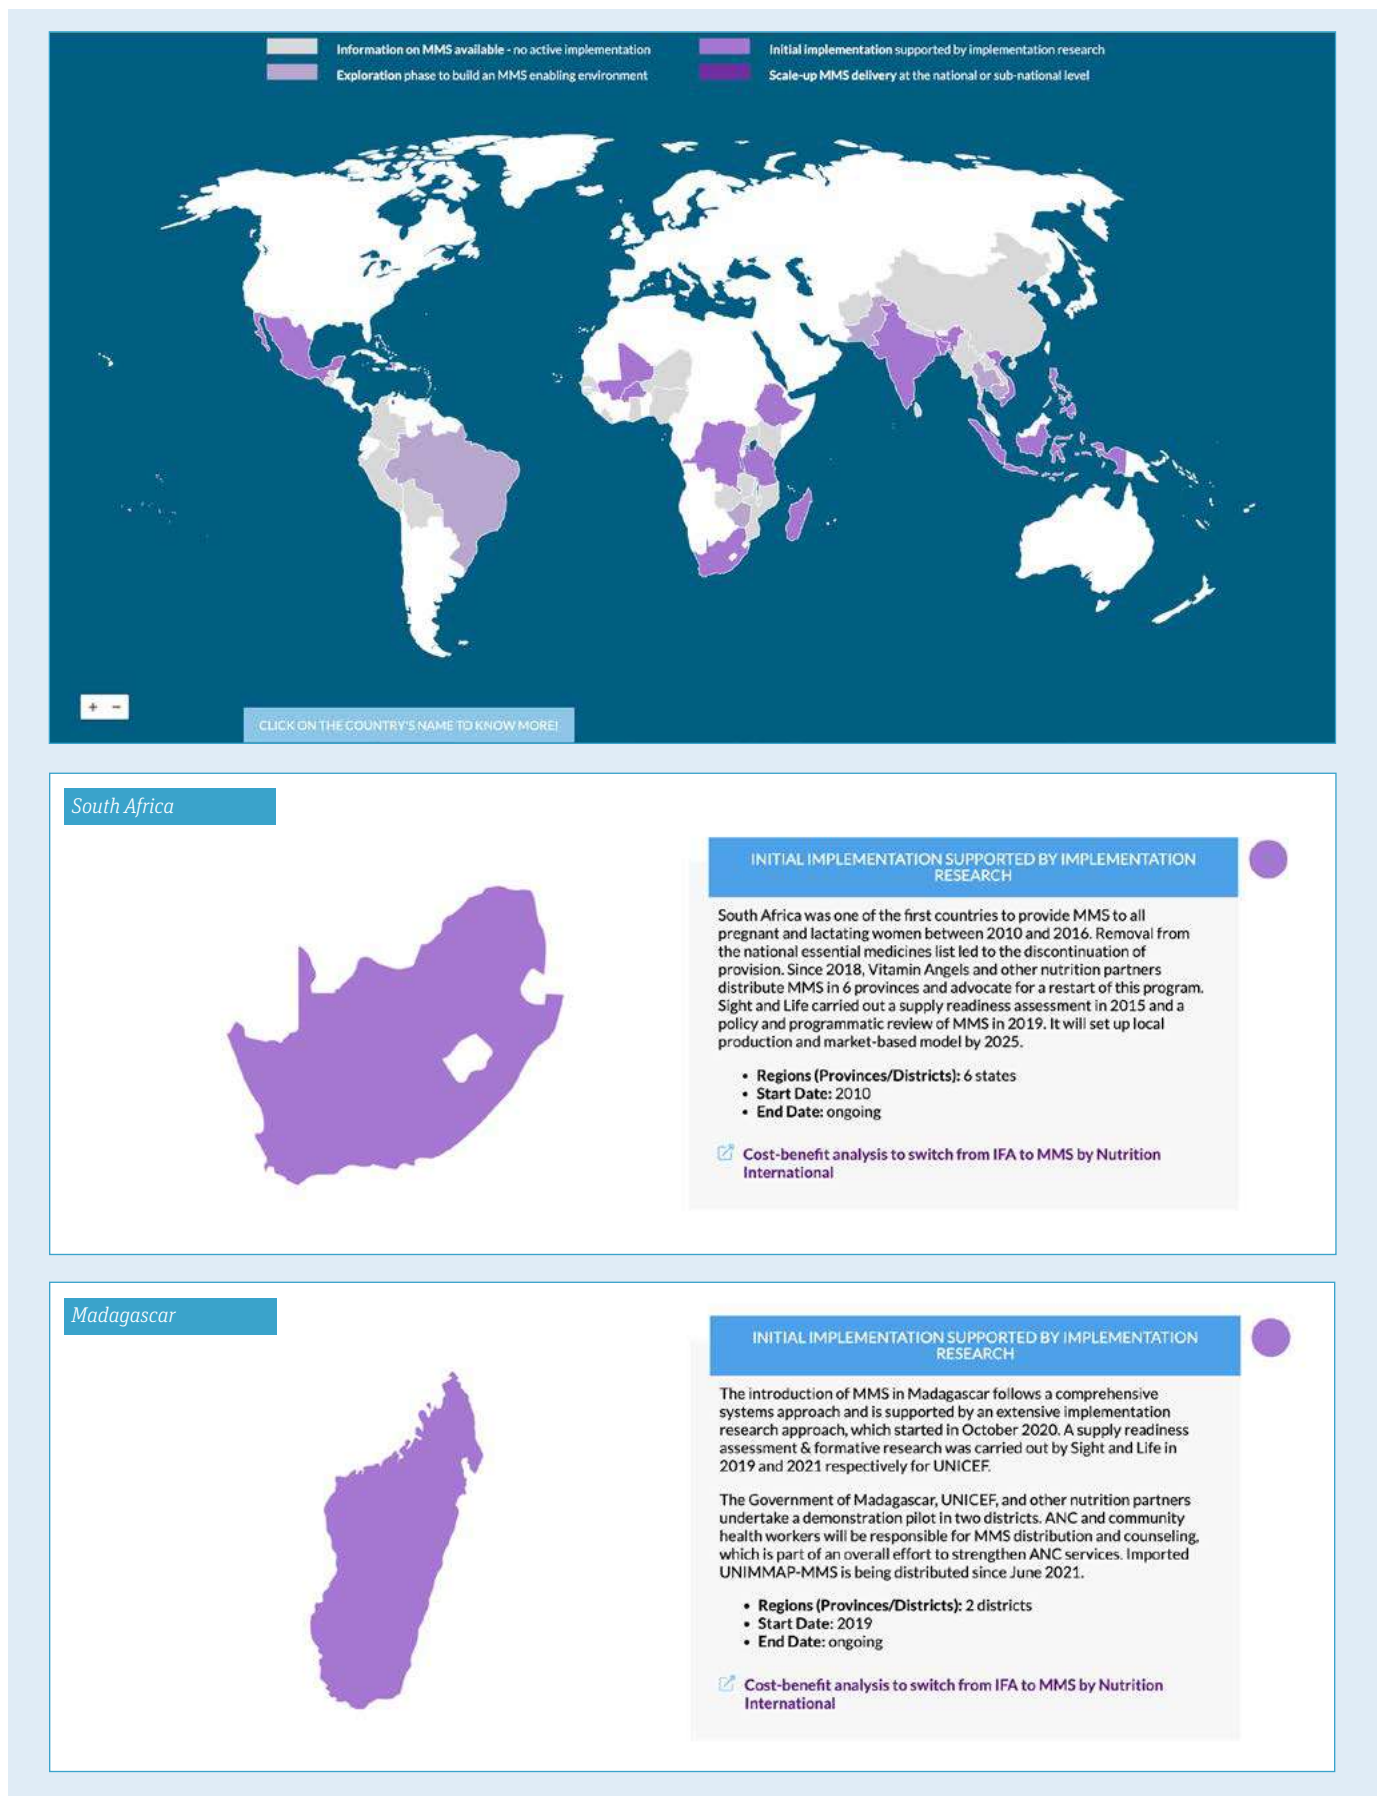 Information on MMS available - no active implementation
Exploration phase to build an MMS enabling environment
Initial implementation supported by implementation research
Scale-up MMS delivery at the national or sub-national level
+ −
CLICK ON THE COUNTRY'S NAME TO KNOW MORE!
South Africa
INITIAL IMPLEMENTATION SUPPORTED BY IMPLEMENTATION
RESEARCH
South Africa was one of the first countries to provide MMS to all
pregnant and lactating women between 2010 and 2016. Removal from
the national essential medicines list led to the discontinuation of
provision. Since 2018, Vitamin Angels and other nutrition partners
distribute MMS in 6 provinces and advocate for a restart of this program.
Sight and Life carried out a supply readiness assessment in 2015 and a
policy and programmatic review of MMS in 2019. It will set up local
production and market-based model by 2025.
• Regions (Provinces/Districts): 6 states
• Start Date: 2010
• End Date: ongoing
Cost-benefit analysis to switch from IFA to MMS by Nutrition
International
Madagascar
INITIAL IMPLEMENTATION SUPPORTED BY IMPLEMENTATION
RESEARCH
The introduction of MMS in Madagascar follows a comprehensive
systems approach and is supported by an extensive implementation
research approach, which started in October 2020. A supply readiness
assessment & formative research was carried out by Sight and Life in
2019 and 2021 respectively for UNICEF.
The Government of Madagascar, UNICEF, and other nutrition partners
undertake a demonstration pilot in two districts. ANC and community
health workers will be responsible for MMS distribution and counseling,
which is part of an overall effort to strengthen ANC services. Imported
UNIMMAP-MMS is being distributed since June 2021.
• Regions (Provinces/Districts): 2 districts
• Start Date: 2019
• End Date: ongoing
Cost-benefit analysis to switch from IFA to MMS by Nutrition
International